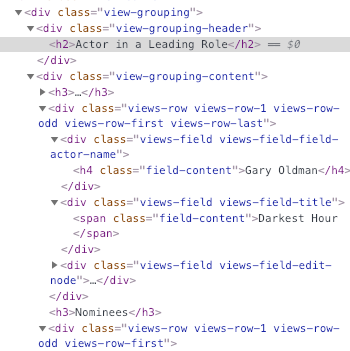 ▼<div class="view-grouping">
▼<div class="view-grouping-header">
<h2>Actor in a Leading Role</h2> == $0
</div>
▼<div class="view-grouping-content">
▶<h3>…</h3>
▼<div class="views-row views-row-1 views-row-
odd views-row-first views-row-last">
▼<div class="views-field views-field-field-
actor-name">
<h4 class="field-content">Gary Oldman</h4>
</div>
▼<div class="views-field views-field-title">
<span class="field-content">Darkest Hour
</span>
</div>
▶<div class="views-field views-field-edit-
node">…</div>
</div>
<h3>Nominees</h3>
▼<div class="views-row views-row-1 views-row-
odd views-row-first">